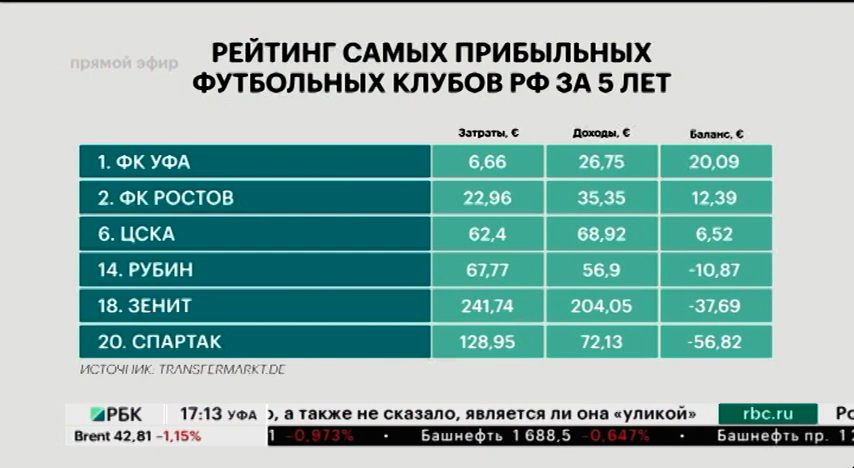 прямой эфир
РЕЙТИНГ САМЫХ ПРИБЫЛЬНЫХ
ФУТБОЛЬНЫХ КЛУБОВ РФ ЗА 5 ЛЕТ
Затраты, € Доходы, € Баланс, €
1. ФК УФА 6,66 26,75 20,09
2. ФК РОСТОВ 22,96 35,35 12,39
6. ЦСКА 62,4 68,92 6,52
14. РУБИН 67,77 56,9 -10,87
18. ЗЕНИТ 241,74 204,05 -37,69
20. СПАРТАК 128,95 72,13 -56,82
ИСТОЧНИК: TRANSFERMARKT.DE
РБК 17:13 УФА о, а также не сказало, является ли она «уликой» rbc.ru Ро
Brent 42,81 -1,15% 1 -0,973% • Башнефть 1 688,5 -0,647% • Башнефть пр. 1